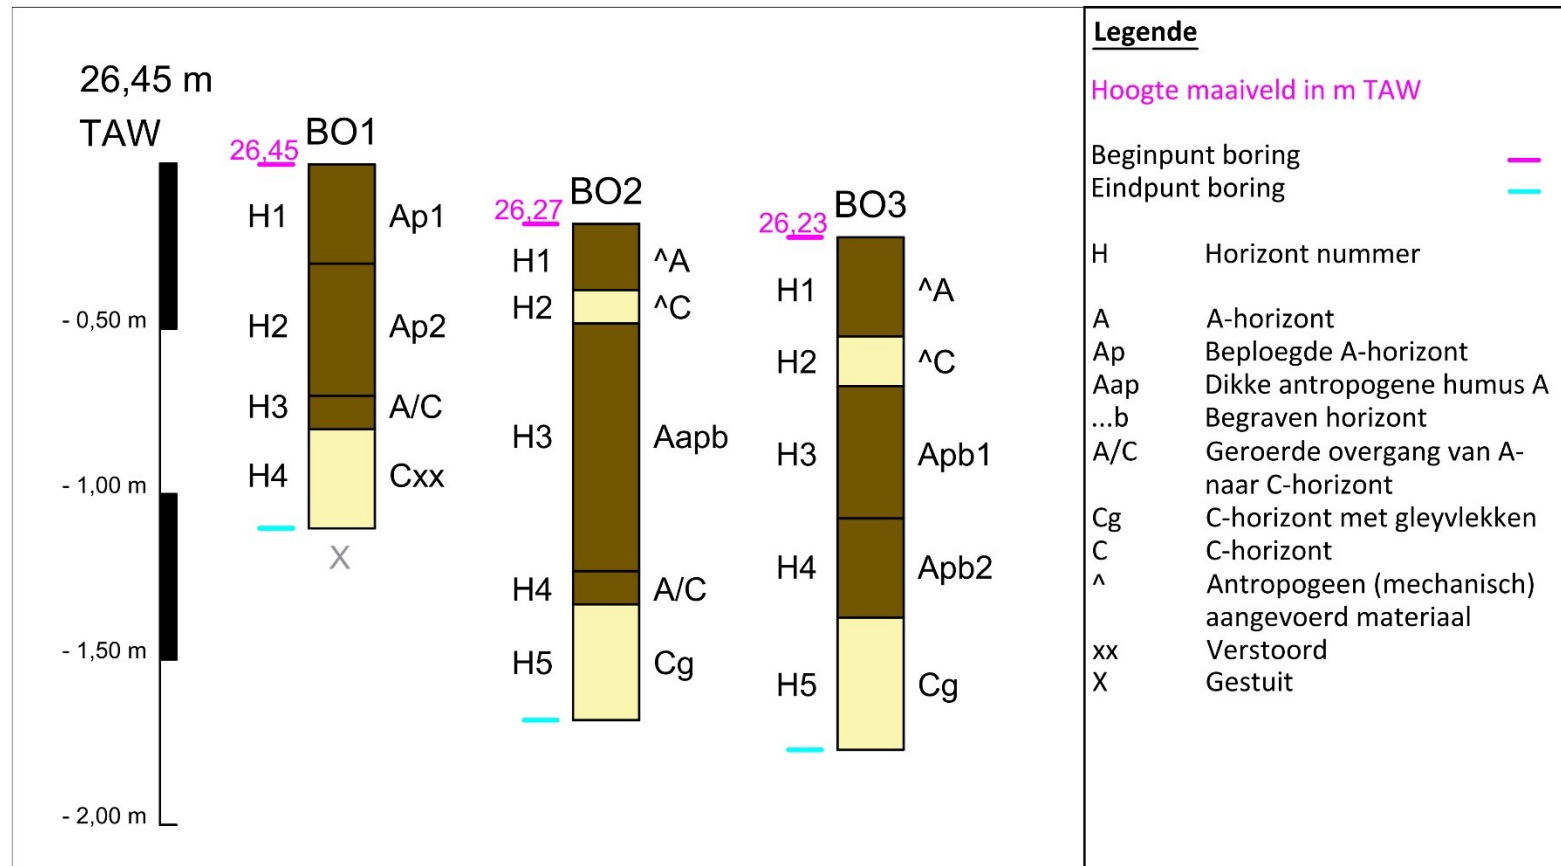 26,45 m
TAW
- 0,50 m
- 1,00 m
- 1,50 m
- 2,00 m
BO1
26,45
H1 Ap1
H2 Ap2
H3 A/C
H4 Cxx
X
BO2
26,27
H1 ^A
H2 ^C
H3 Aapb
H4 A/C
H5 Cg
BO3
26,23
H1 ^A
H2 ^C
H3 Apb1
H4 Apb2
H5 Cg
Legende
Hoogte maaiveld in m TAW
Beginpunt boring
Eindpunt boring
H Horizont nummer
A A-horizont
Ap Beploegde A-horizont
Aap Dikke antropogene humus A
...b Begraven horizont
A/C Geroerde overgang van A-
naar C-horizont
Cg C-horizont met gleyvlekken
C C-horizont
^ Antropogeen (mechanisch)
aangevoerd materiaal
xx Verstoord
X Gestuit